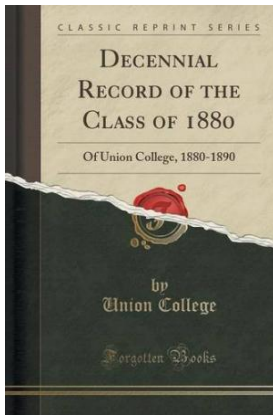 CLASSIC REPRINT SERIES
DECENNIAL
RECORD OF THE
CLASS OF 1880
Of Union College, 1880-1890
by
Union College
Forgotten Books